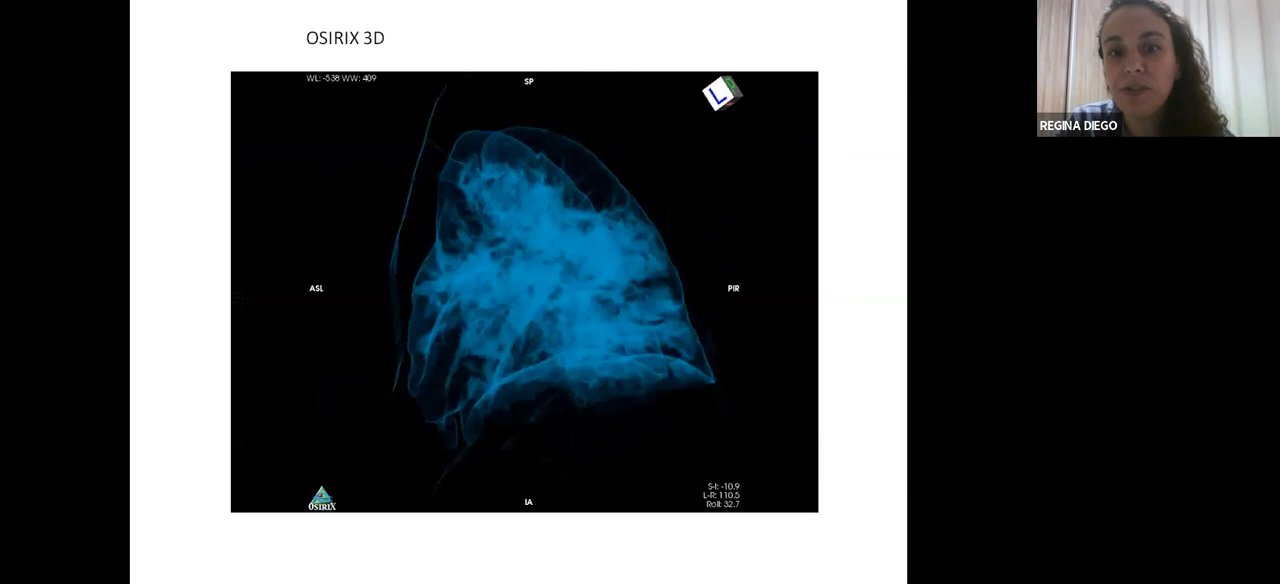 OSIRIX 3D
WL: -538 WW: 409
SP
L
ASL
PIR
IA
S-I: -10.9
L-R: 110.5
Roll: 32.7
OSIRIX
REGINA DIEGO